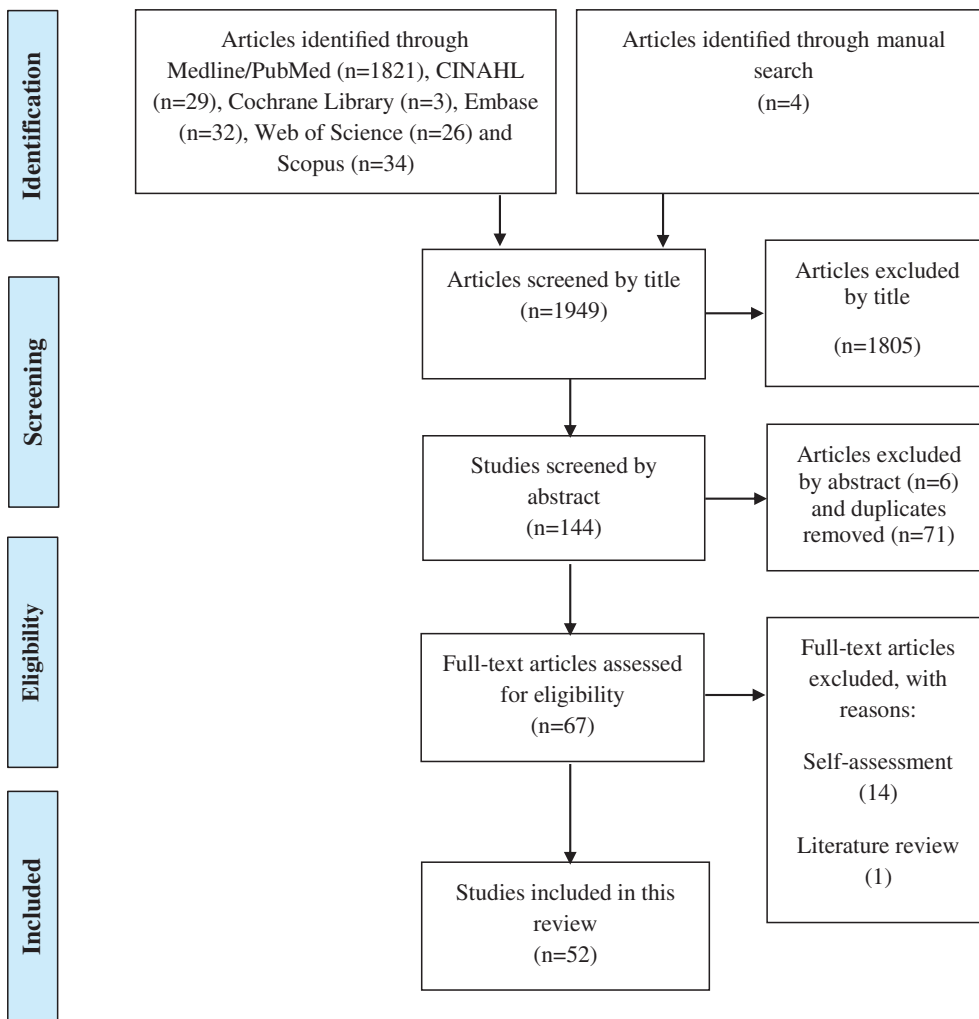 Identification
Articles identified through
Medline/PubMed (n=1821), CINAHL
(n=29), Cochrane Library (n=3), Embase
(n=32), Web of Science (n=26) and
Scopus (n=34)
Articles identified through manual
search
(n=4)
Screening
Articles screened by title
(n=1949)
Articles excluded
by title
(n=1805)
Studies screened by
abstract
(n=144)
Articles excluded
by abstract (n=6)
and duplicates
removed (n=71)
Eligibility
Full-text articles assessed
for eligibility
(n=67)
Full-text articles
excluded, with
reasons:
Self-assessment
(14)
Literature review
(1)
Included
Studies included in this
review
(n=52)